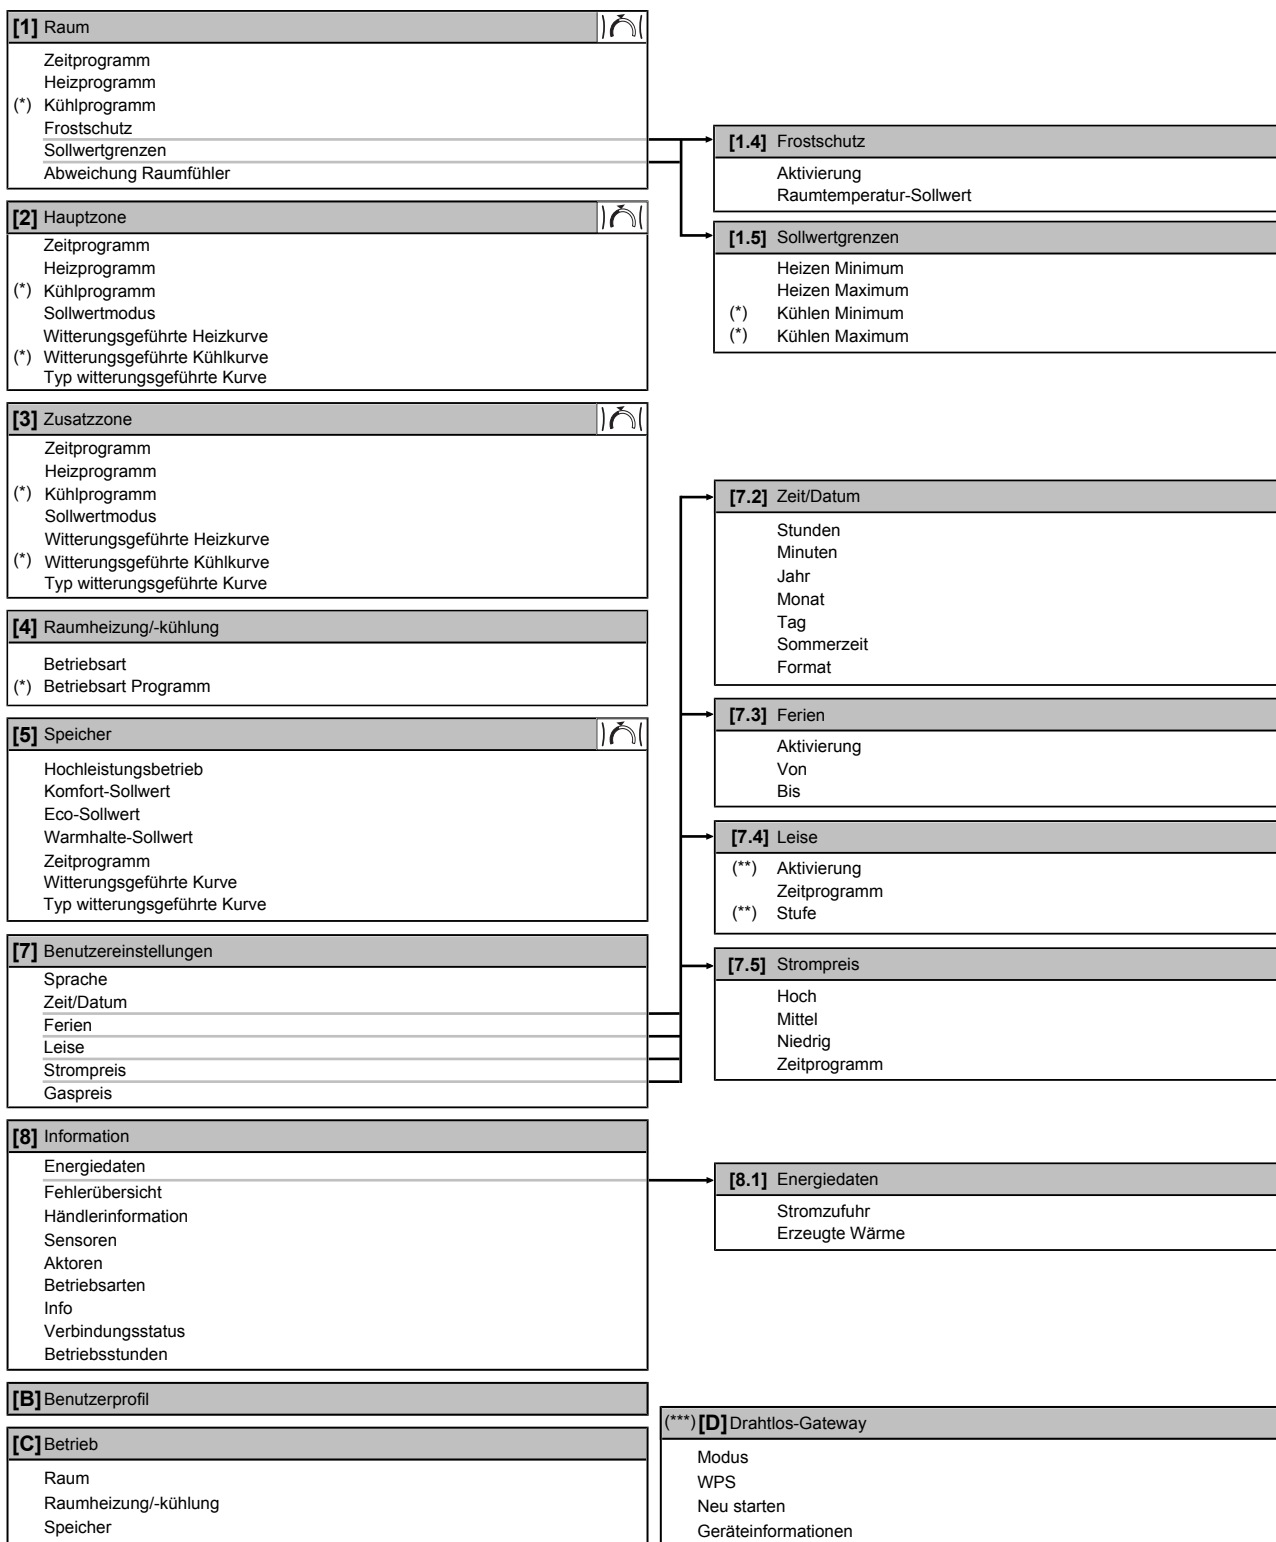 [1] Raum
Zeitprogramm
Heizprogramm
(*) Kühlprogramm
Frostschutz
Sollwertgrenzen
Abweichung Raumfühler
[1.4] Frostschutz
Aktivierung
Raumtemperatur-Sollwert
[1.5] Sollwertgrenzen
Heizen Minimum
Heizen Maximum
(*) Kühlen Minimum
(*) Kühlen Maximum
[2] Hauptzone
Zeitprogramm
Heizprogramm
(*) Kühlprogramm
Sollwertmodus
Witterungsgeführte Heizkurve
(*) Witterungsgeführte Kühlkurve
Typ witterungsgeführte Kurve
[3] Zusatzzone
Zeitprogramm
Heizprogramm
(*) Kühlprogramm
Sollwertmodus
Witterungsgeführte Heizkurve
(*) Witterungsgeführte Kühlkurve
Typ witterungsgeführte Kurve
[4] Raumheizung/-kühlung
Betriebsart
(*) Betriebsart Programm
[5] Speicher
Hochleistungsbetrieb
Komfort-Sollwert
Eco-Sollwert
Warmhalte-Sollwert
Zeitprogramm
Witterungsgeführte Kurve
Typ witterungsgeführte Kurve
[7] Benutzereinstellungen
Sprache
Zeit/Datum
Ferien
Leise
Strompreis
Gaspreis
[7.2] Zeit/Datum
Stunden
Minuten
Jahr
Monat
Tag
Sommerzeit
Format
[7.3] Ferien
Aktivierung
Von
Bis
[7.4] Leise
(**) Aktivierung
Zeitprogramm
(**) Stufe
[7.5] Strompreis
Hoch
Mittel
Niedrig
Zeitprogramm
[8] Information
Energiedaten
Fehlerübersicht
Händlerinformation
Sensoren
Aktoren
Betriebsarten
Info
Verbindungsstatus
Betriebsstunden
[8.1] Energiedaten
Stromzufuhr
Erzeugte Wärme
[B] Benutzerprofil
[C] Betrieb
Raum
Raumheizung/-kühlung
Speicher
(***) [D] Drahtlos-Gateway
Modus
WPS
Neu starten
Geräteinformationen